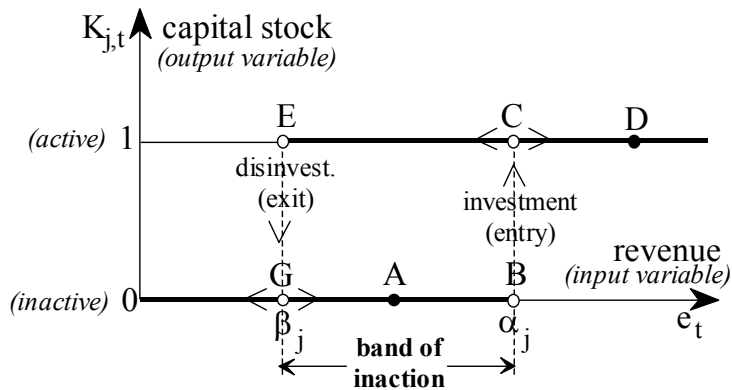 K_{j,t} capital stock
(output variable)
E C D
(active) 1
disinvest.
(exit)
investment
(entry)
revenue
(input variable)
G A B
(inactive) 0
β_j α_j e_t
band of
inaction